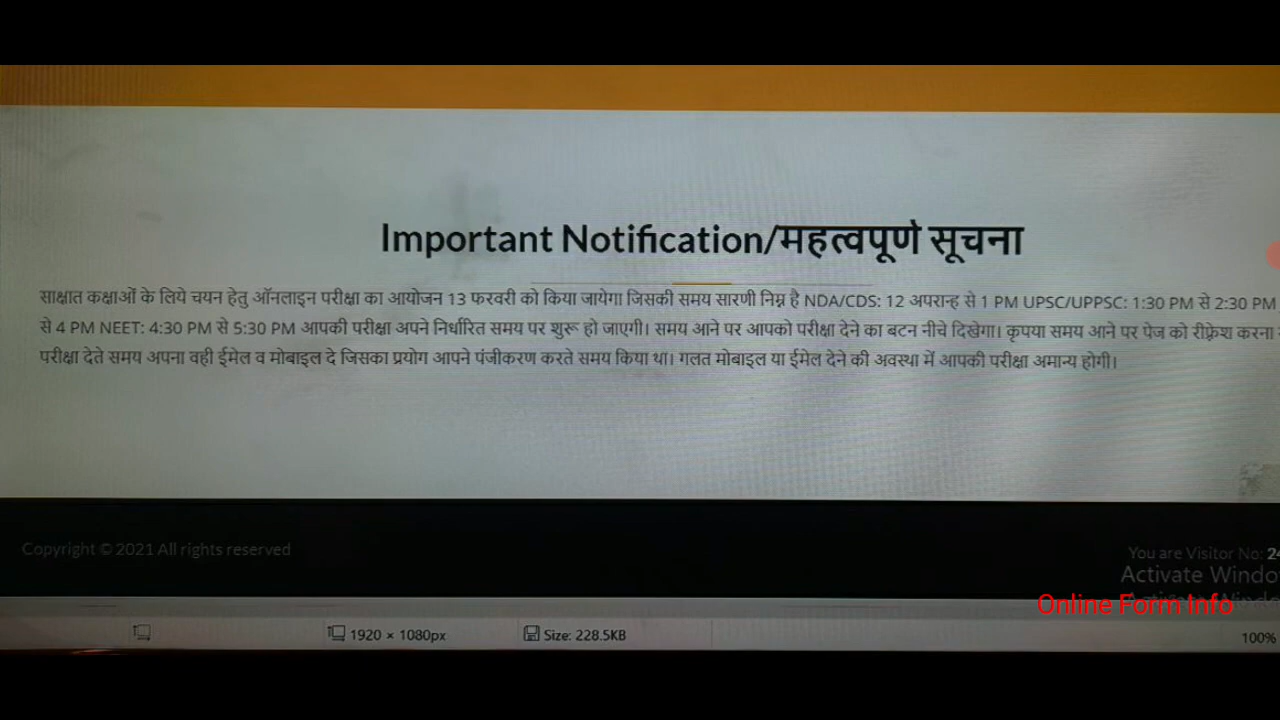 Important Notification/महत्वपूर्ण सूचना
साक्षात कक्षाओं के लिये चयन हेतु ऑनलाइन परीक्षा का आयोजन 13 फरवरी को किया जायेगा जिसकी समय सारणी निम्न है NDA/CDS: 12 अपरान्ह से 1 PM UPSC/UPPSC: 1:30 PM से 2:30 PM
से 4 PM NEET: 4:30 PM से 5:30 PM आपकी परीक्षा अपने निर्धारित समय पर शुरू हो जाएगी। समय आने पर आपको परीक्षा देने का बटन नीचे दिखेगा। कृपया समय आने पर पेज को रीफ़्रेश करना
परीक्षा देते समय अपना वही ईमेल व मोबाइल दे जिसका प्रयोग आपने पंजीकरण करते समय किया था। गलत मोबाइल या ईमेल देने की अवस्था में आपकी परीक्षा अमान्य होगी।
Copyright © 2021 All rights reserved
You are Visitor No: 24
Activate Windo
Online Form Info
1920 × 1080px
Size: 228.5KB
100%